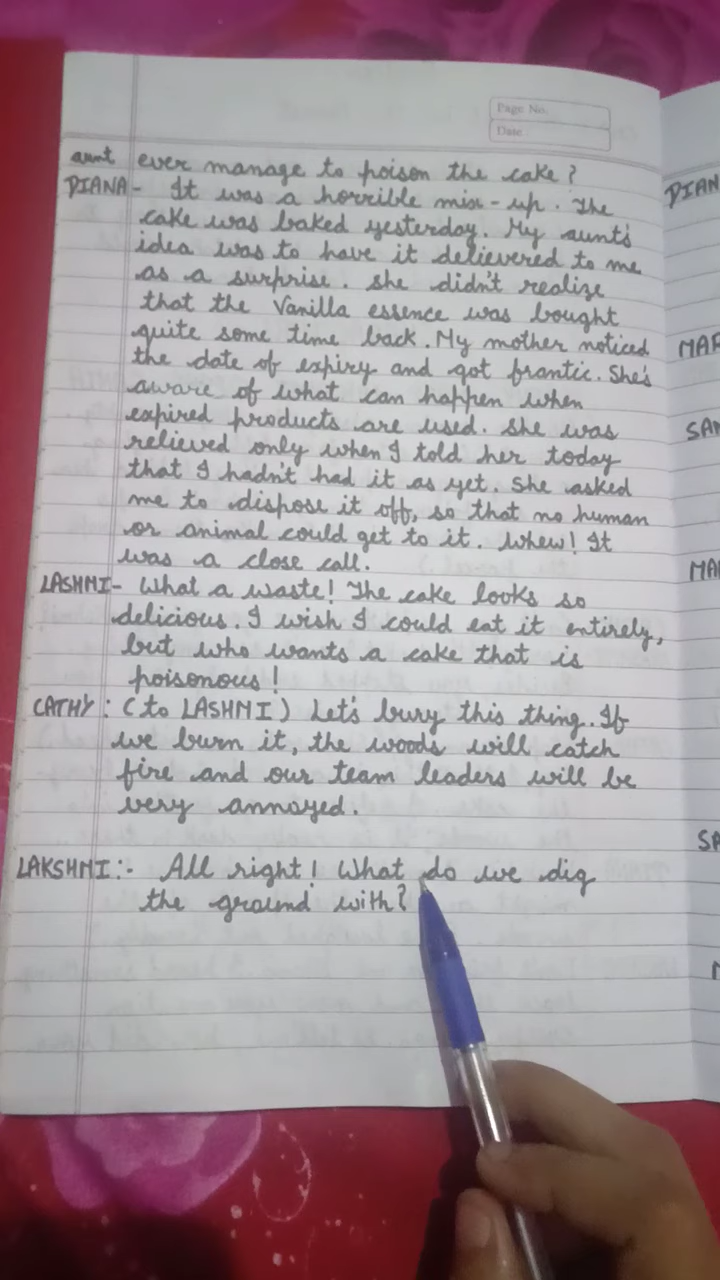 Page No.
Date
aunt ever manage to poison the cake?
DIANA- It was a horrible mix-up. The
cake was baked yesterday. My aunt's
idea was to have it delievered to me
as a surprise. she didn't realize
that the Vanilla essence was bought
quite some time back. My mother noticed
the date of expiry and got frantic. She's
aware of what can happen when
expired products are used. She was
relieved only when I told her today
that I hadn't had it as yet. She asked
me to dispose it off, so that no human
or animal could get to it. Whew! It
was a close call.
LASHMI- What a waste! The cake looks so
delicious. I wish I could eat it entirely,
but who wants a cake that is
poisonous!
CATHY: (to LASHMI) Let's bury this thing. If
we burn it, the woods will catch
fire and our team leaders will be
very annoyed.
LAKSHMI:- All right! What do we dig
the ground with?
DIAN
MAR
SAN
MAR
SA